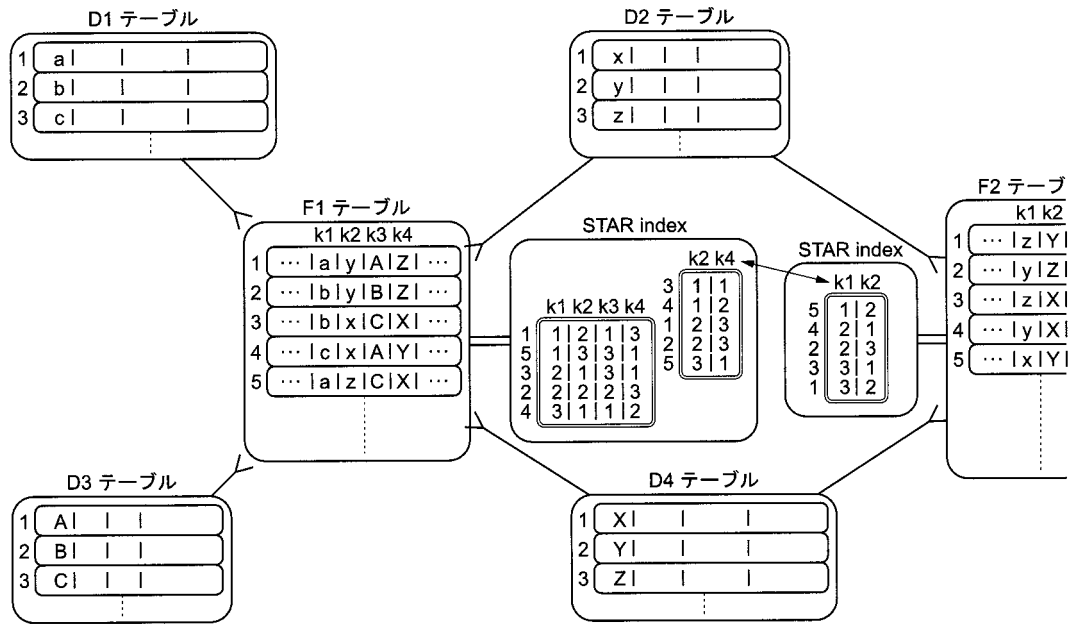 D1 テーブル
1 a| | |
2 b| | |
3 c| | |
D2 テーブル
1 x| | |
2 y| | |
3 z| | |
F1 テーブル
k1 k2 k3 k4
1 ··· |a|y|A|Z| ···
2 ··· |b|y|B|Z| ···
3 ··· |b|x|C|X| ···
4 ··· |c|x|A|Y| ···
5 ··· |a|z|C|X| ···
STAR index
k1 k2 k3 k4
1 1|2|1|3
5 1|3|3|1
3 2|1|3|1
2 2|2|2|3
4 3|1|1|2
k2 k4
3 1|1
4 1|2
1 2|3
2 2|3
5 3|1
STAR index
k1 k2
5 1|2
4 2|1
2 2|3
3 3|1
1 3|2
F2 テーブ
k1 k2
1 ··· |z|Y|
2 ··· |y|Z|
3 ··· |z|X|
4 ··· |y|X|
5 ··· |x|Y|
D3 テーブル
1 A| | |
2 B| | |
3 C| | |
D4 テーブル
1 X| | |
2 Y| | |
3 Z| | |